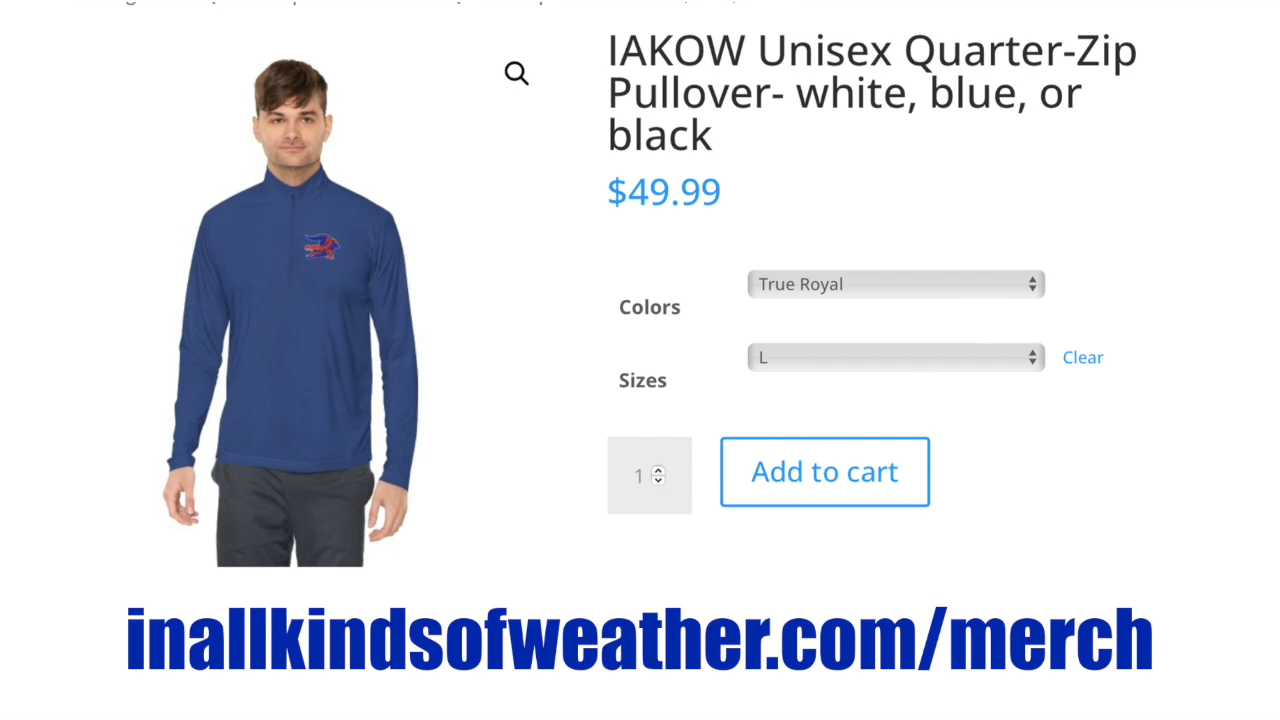 IAKOW Unisex Quarter-Zip
Pullover- white, blue, or
black
$49.99
Colors
True Royal
Sizes
L
Clear
1
Add to cart
inallkindsofweather.com/merch